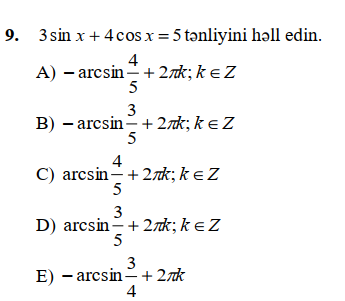 9. 3 sin x + 4 cos x = 5 tənliyini həll edin.
A) − arcsin 4/5 + 2πk; k ∈ Z
B) − arcsin 3/5 + 2πk; k ∈ Z
C) arcsin 4/5 + 2πk; k ∈ Z
D) arcsin 3/5 + 2πk; k ∈ Z
E) − arcsin 3/4 + 2πk